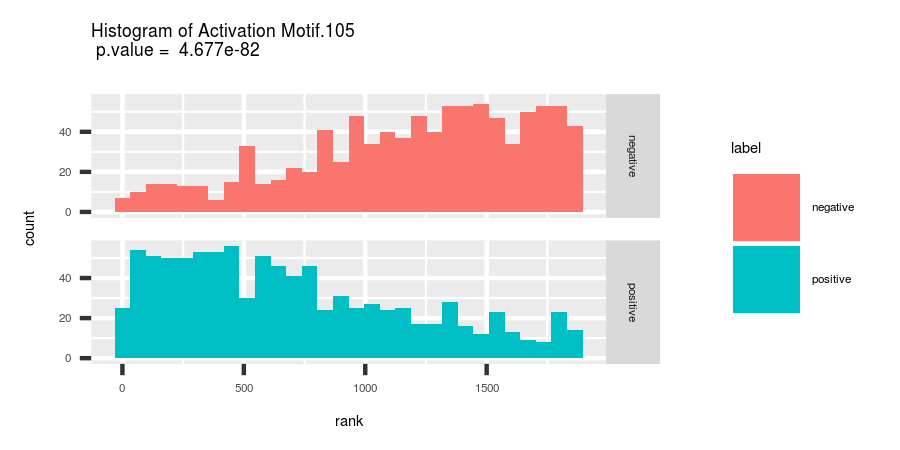 Histogram of Activation Motif.105
p.value = 4.677e-82
count
40
20
0
negative
40
20
0
positive
0
500
1000
1500
rank
label
negative
positive